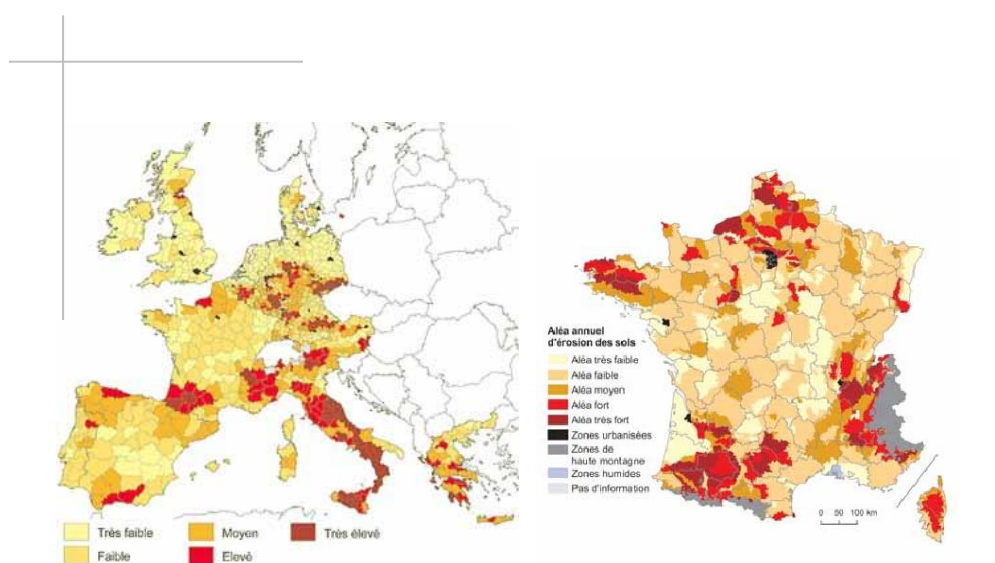 Très faible
Faible
Moyen
Elevé
Très élevé
Aléa annuel
d'érosion des sols
Aléa très faible
Aléa faible
Aléa moyen
Aléa fort
Aléa très fort
Zones urbanisées
Zones de
haute montagne
Zones humides
Pas d'information
0 50 100 km